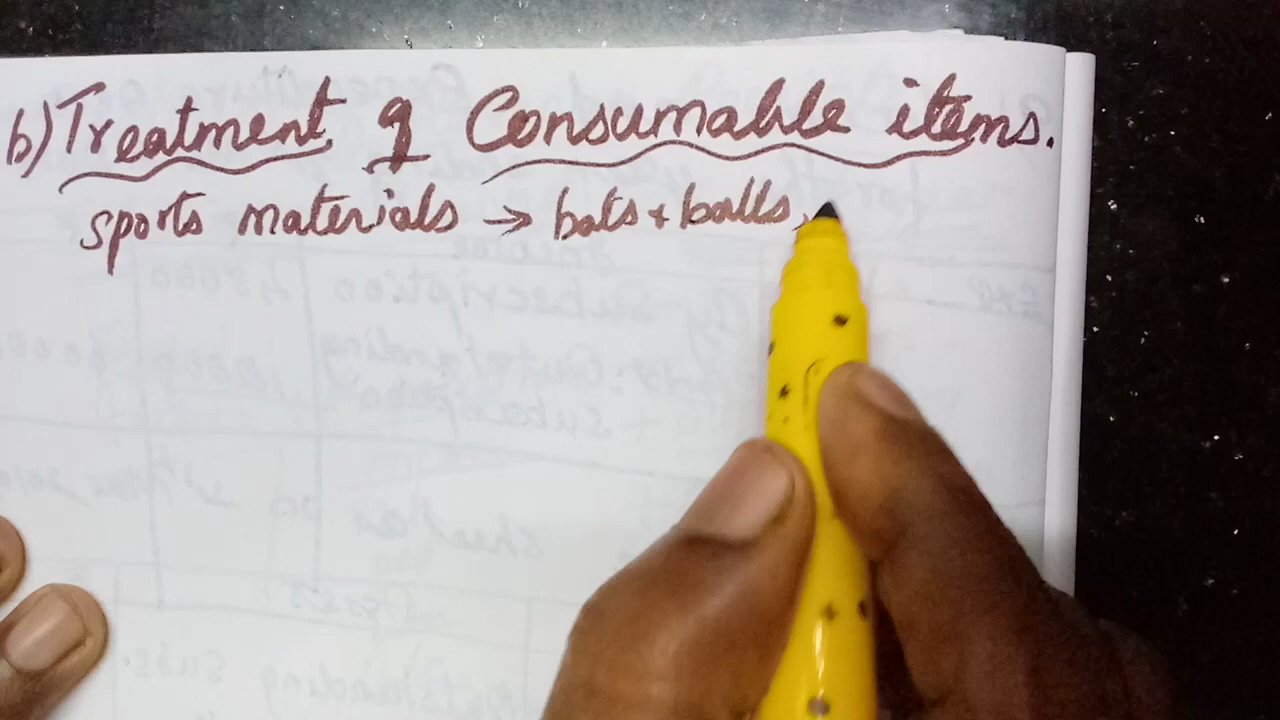 b) Treatment of Consumable items.
sports materials → bats + balls,